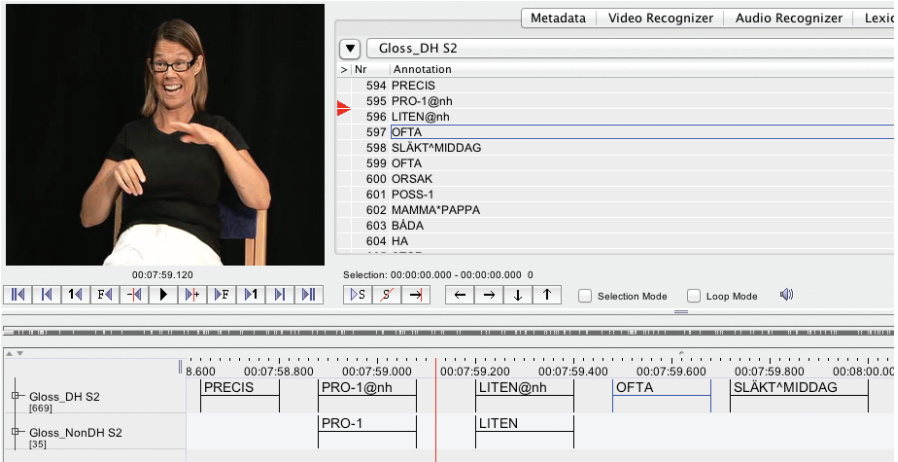 Metadata Video Recognizer Audio Recognizer Lexic
▼ Gloss_DH S2
> Nr Annotation
594 PRECIS
595 PRO-1@nh
596 LITEN@nh
597 OFTA
598 SLÄKT^MIDDAG
599 OFTA
600 ORSAK
601 POSS-1
602 MAMMA*PAPPA
603 BÅDA
604 HA
00:07:59.120
Selection: 00:00:00.000 - 00:00:00.000 0
1 F F 1 S S Selection Mode Loop Mode
8.600 00:07:58.800 00:07:59.000 00:07:59.200 00:07:59.400 00:07:59.600 00:07:59.800 00:08:00.00
Gloss_DH S2
[669]
PRECIS PRO-1@nh LITEN@nh OFTA SLÄKT^MIDDAG
Gloss_NonDH S2
[35]
PRO-1 LITEN